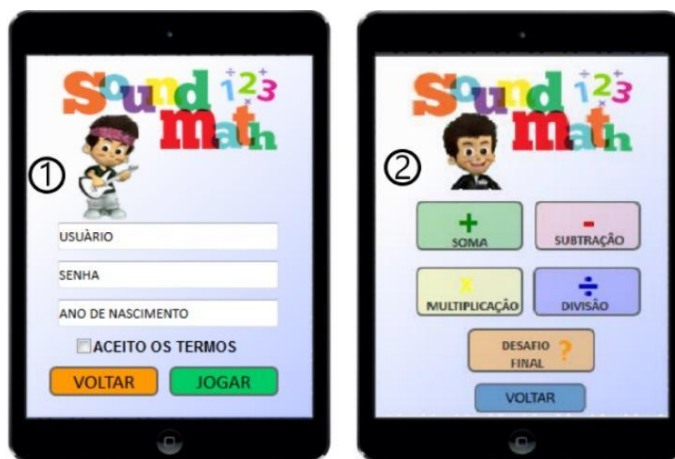 Sound 123
Math
1
USUÀRIO
SENHA
ANO DE NASCIMENTO
ACEITO OS TERMOS
VOLTAR
JOGAR
Sound 123
Math
2
+
SOMA
-
SUBTRAÇÃO
x
MULTIPLICAÇÃO
÷
DIVISÃO
DESAFIO ?
FINAL
VOLTAR